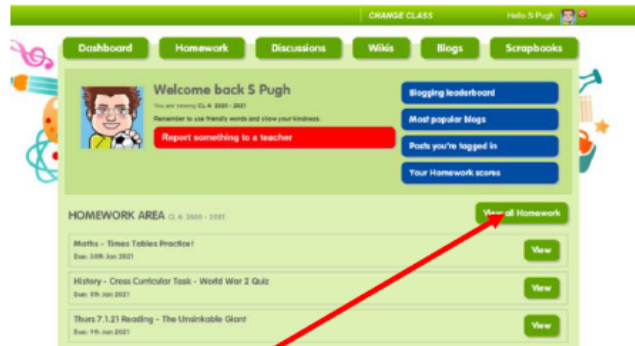 CHANGE CLASS
Hello S Pugh
Dashboard
Homework
Discussions
Wikis
Blogs
Scrapbooks
Welcome back S Pugh
You are viewing CL 4: 2020 - 2021
Remember to use friendly words and show your kindness.
Report something to a teacher
Blogging leaderboard
Most popular blogs
Posts you're tagged in
Your Homework scores
HOMEWORK AREA CL 4: 2020 - 2021
View all Homework
Maths - Times Tables Practice!
Due: 30th Jan 2021
View
History - Cross Curricular Task - World War 2 Quiz
Due: 8th Jan 2021
View
Thurs 7.1.21 Reading - The Unsinkable Giant
Due: 9th Jan 2021
View